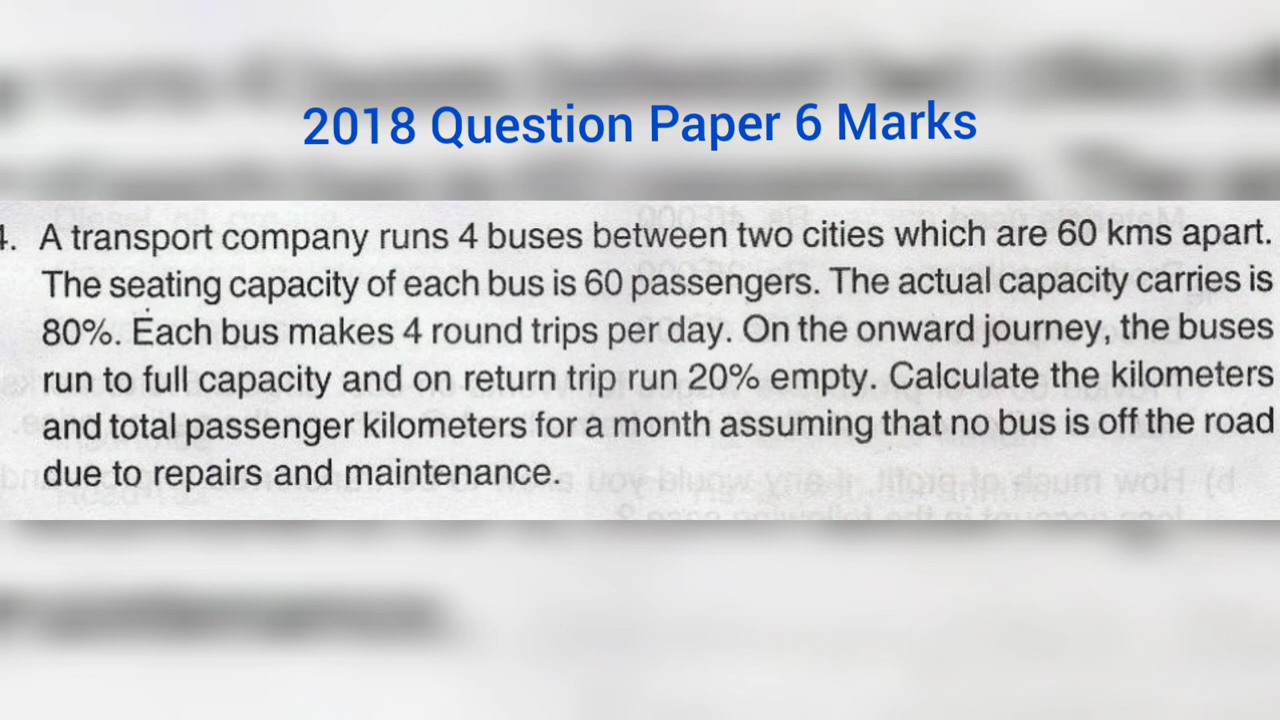 2018 Question Paper 6 Marks
4. A transport company runs 4 buses between two cities which are 60 kms apart.
The seating capacity of each bus is 60 passengers. The actual capacity carries is
80%. Each bus makes 4 round trips per day. On the onward journey, the buses
run to full capacity and on return trip run 20% empty. Calculate the kilometers
and total passenger kilometers for a month assuming that no bus is off the road
due to repairs and maintenance.